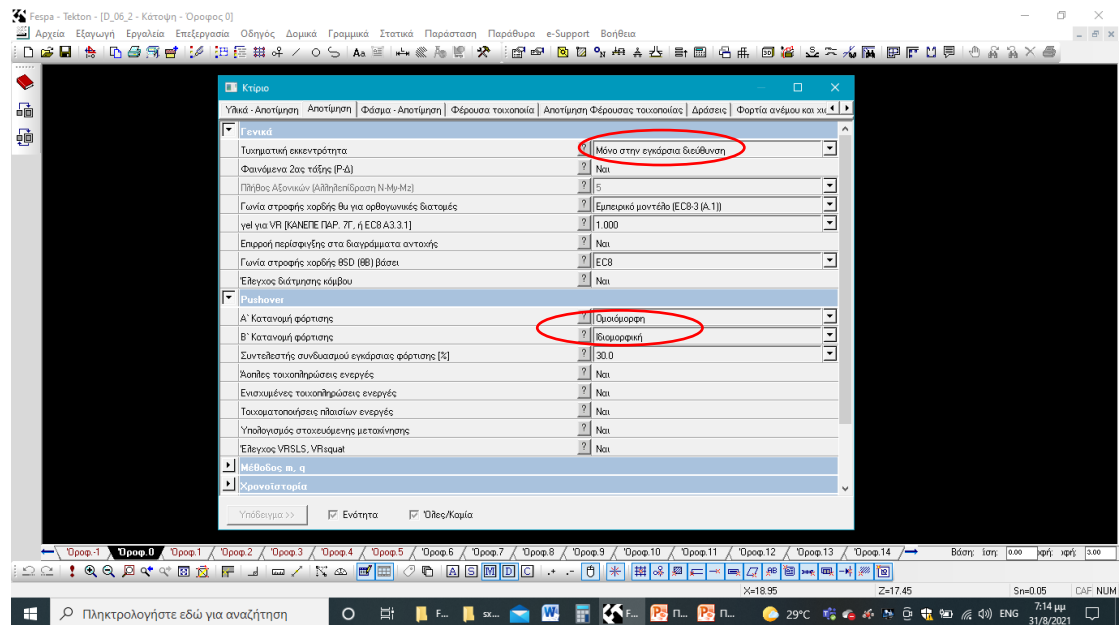 Fespa - Tekton - [D_06_2 - Κάτοψη - Όροφος 0]
Αρχεία Εξαγωγή Εργαλεία Επεξεργασία Οδηγός Δομικά Γραμμικά Στατικά Παράσταση Παράθυρα e-Support Βοήθεια
Κτίριο
Υλικά - Αποτίμηση Αποτίμηση Φάσμα - Αποτίμηση Φέρουσα τοιχοποιία Αποτίμηση Φέρουσας τοιχοποιίας Δράσεις Φορτία ανέμου και χιο
Γενικά
Τυχηματική εκκεντρότητα ? Μόνο στην εγκάρσια διεύθυνση
Φαινόμενα 2ας τάξης (P-Δ) ? Ναι
Πλήθος Αξονικών (Αλληλεπίδραση N-My-Mz) ? 5
Γωνία στροφής χορδής θu για ορθογωνικές διατομές ? Εμπειρικό μοντέλο (EC8-3 (A.1))
γel για VR [ΚΑΝΕΠΕ ΠΑΡ. 7Γ, ή EC8 A3.3.1] ? 1.000
Επιρροή περίσφιγξης στα διαγράμματα αντοχής ? Ναι
Γωνία στροφής χορδής θSD (θΒ) βάσει ? EC8
Έλεγχος διάτμησης κόμβου ? Ναι
Pushover
Α` Κατανομή φόρτισης ? Ομοιόμορφη
Β` Κατανομή φόρτισης ? Ιδιομορφική
Συντελεστής συνδυασμού εγκάρσιας φόρτισης [%] ? 30.0
Άοπλες τοιχοπληρώσεις ενεργές ? Ναι
Ενισχυμένες τοιχοπληρώσεις ενεργές ? Ναι
Τοιχοματοποιήσεις πλαισίων ενεργές ? Ναι
Υπολογισμός στοχευόμενης μετακίνησης ? Ναι
Έλεγχος VRSLS, VRsquat ? Ναι
Μέθοδος m, q
Χρονοϊστορία
Υπόδειγμα >> Ενότητα Όλες/Καμία
Όροφ.-1 Όροφ.0 Όροφ.1 Όροφ.2 Όροφ.3 Όροφ.4 Όροφ.5 Όροφ.6 Όροφ.7 Όροφ.8 Όροφ.9 Όροφ.10 Όροφ.11 Όροφ.12 Όροφ.13 Όροφ.14 Βάση: ίση: 0.00 3.00
A S M D C
X=18.95 Z=17.45 Sn=0.05 CAF NUM
Πληκτρολογήστε εδώ για αναζήτηση F... sx... F... Π... Π... 29°C ENG 7:14 μμ
31/8/2021